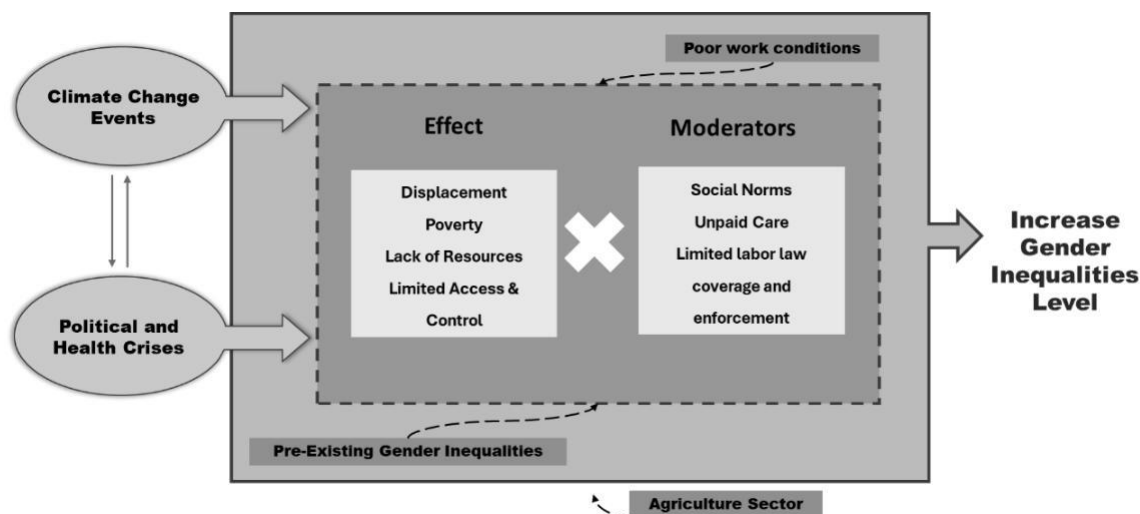 Poor work conditions
Climate Change
Events
Effect
Moderators
Displacement
Poverty
Lack of Resources
Limited Access &
Control
Social Norms
Unpaid Care
Limited labor law
coverage and
enforcement
Increase
Gender
Inequalities
Level
Political and
Health Crises
Pre-Existing Gender Inequalities
Agriculture Sector